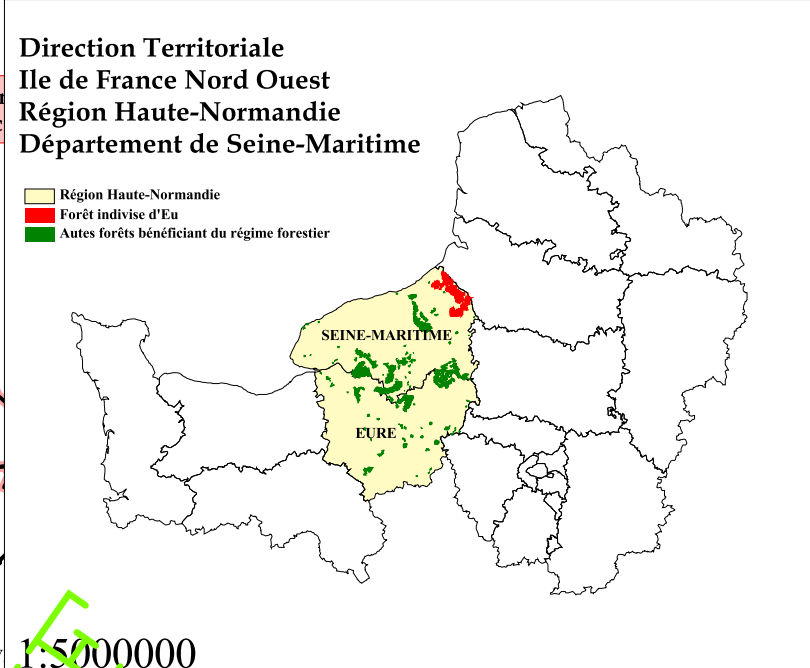 Direction Territoriale
Ile de France Nord Ouest
Région Haute-Normandie
Département de Seine-Maritime
Région Haute-Normandie
Forêt indivise d'Eu
Autes forêts bénéficiant du régime forestier
SEINE-MARITIME
EURE
1:5000000